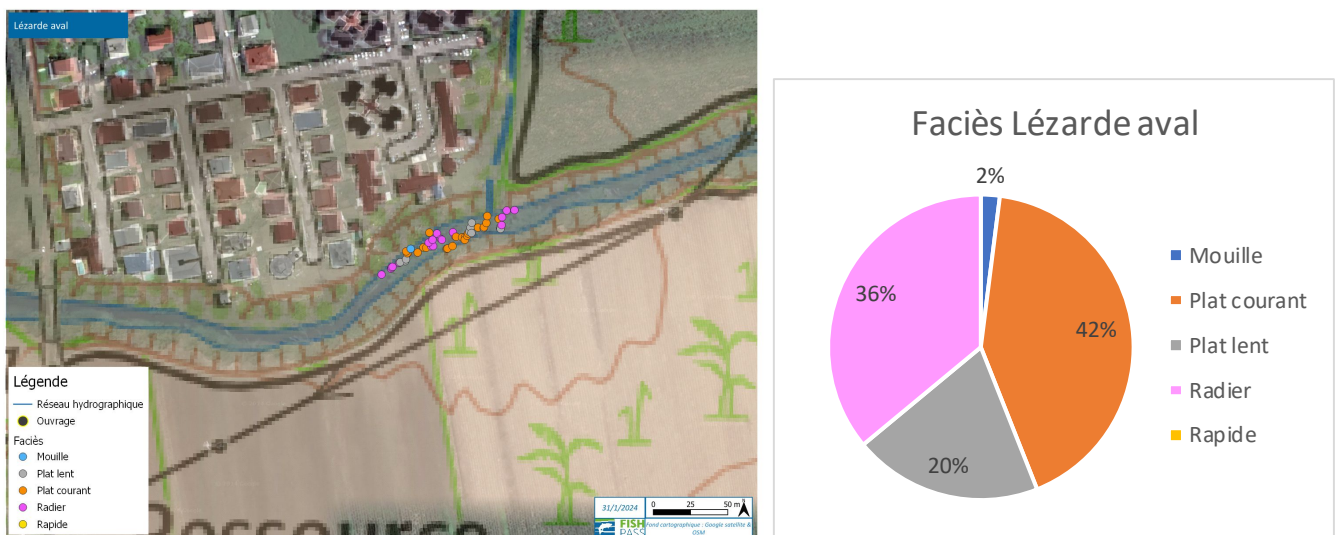 Lézarde aval
Légende
Réseau hydrographique
Ouvrage
Faciès
Mouille
Plat lent
Plat courant
Radier
Rapide
31/1/2024
0 25 50 m
FISH
PASS
Fond cartographique : Google satellite &
OSM
Faciès Lézarde aval
2%
42%
20%
36%
Mouille
Plat courant
Plat lent
Radier
Rapide